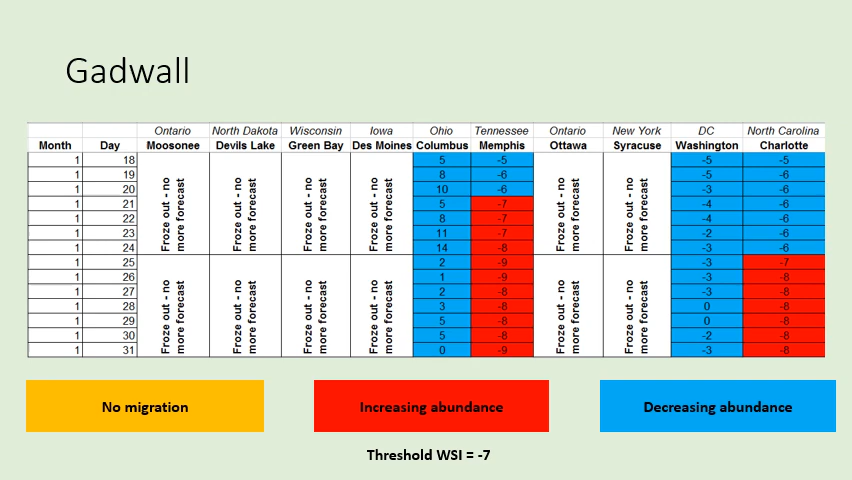 Gadwall
Ontario North Dakota Wisconsin Iowa Ohio Tennessee Ontario New York DC North Carolina
Month Day Moosonee Devils Lake Green Bay Des Moines Columbus Memphis Ottawa Syracuse Washington Charlotte
1 18 5 -5 -5 -5
1 19 8 -6 -5 -6
1 20 10 -6 -3 -6
1 21 5 -7 -4 -6
1 22 8 -7 -4 -6
1 23 11 -7 -2 -6
1 24 14 -8 -3 -6
Froze out - no
more forecast
Froze out - no
more forecast
Froze out - no
more forecast
Froze out - no
more forecast
Froze out - no
more forecast
Froze out - no
more forecast
1 25 2 -9 -3 -7
1 26 1 -9 -3 -8
1 27 2 -9 -3 -8
1 28 3 -8 0 -8
1 29 5 -8 0 -8
1 30 5 -8 -2 -8
1 31 0 -9 -3 -8
Froze out - no
more forecast
Froze out - no
more forecast
Froze out - no
more forecast
Froze out - no
more forecast
Froze out - no
more forecast
Froze out - no
more forecast
No migration
Increasing abundance
Decreasing abundance
Threshold WSI = -7